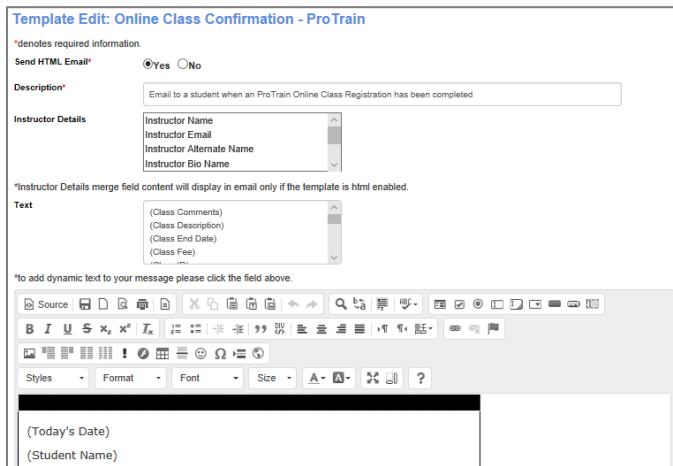 Template Edit: Online Class Confirmation - ProTrain
*denotes required information.
Send HTML Email* Yes No
Description* Email to a student when an ProTrain Online Class Registration has been completed
Instructor Details Instructor Name
Instructor Email
Instructor Alternate Name
Instructor Bio Name
*Instructor Details merge field content will display in email only if the template is html enabled.
Text (Class Comments)
(Class Description)
(Class End Date)
(Class Fee)
*to add dynamic text to your message please click the field above.
Source
B I U S x₂ x² Tx
Styles Format Font Size A A ?
(Today's Date)
(Student Name)